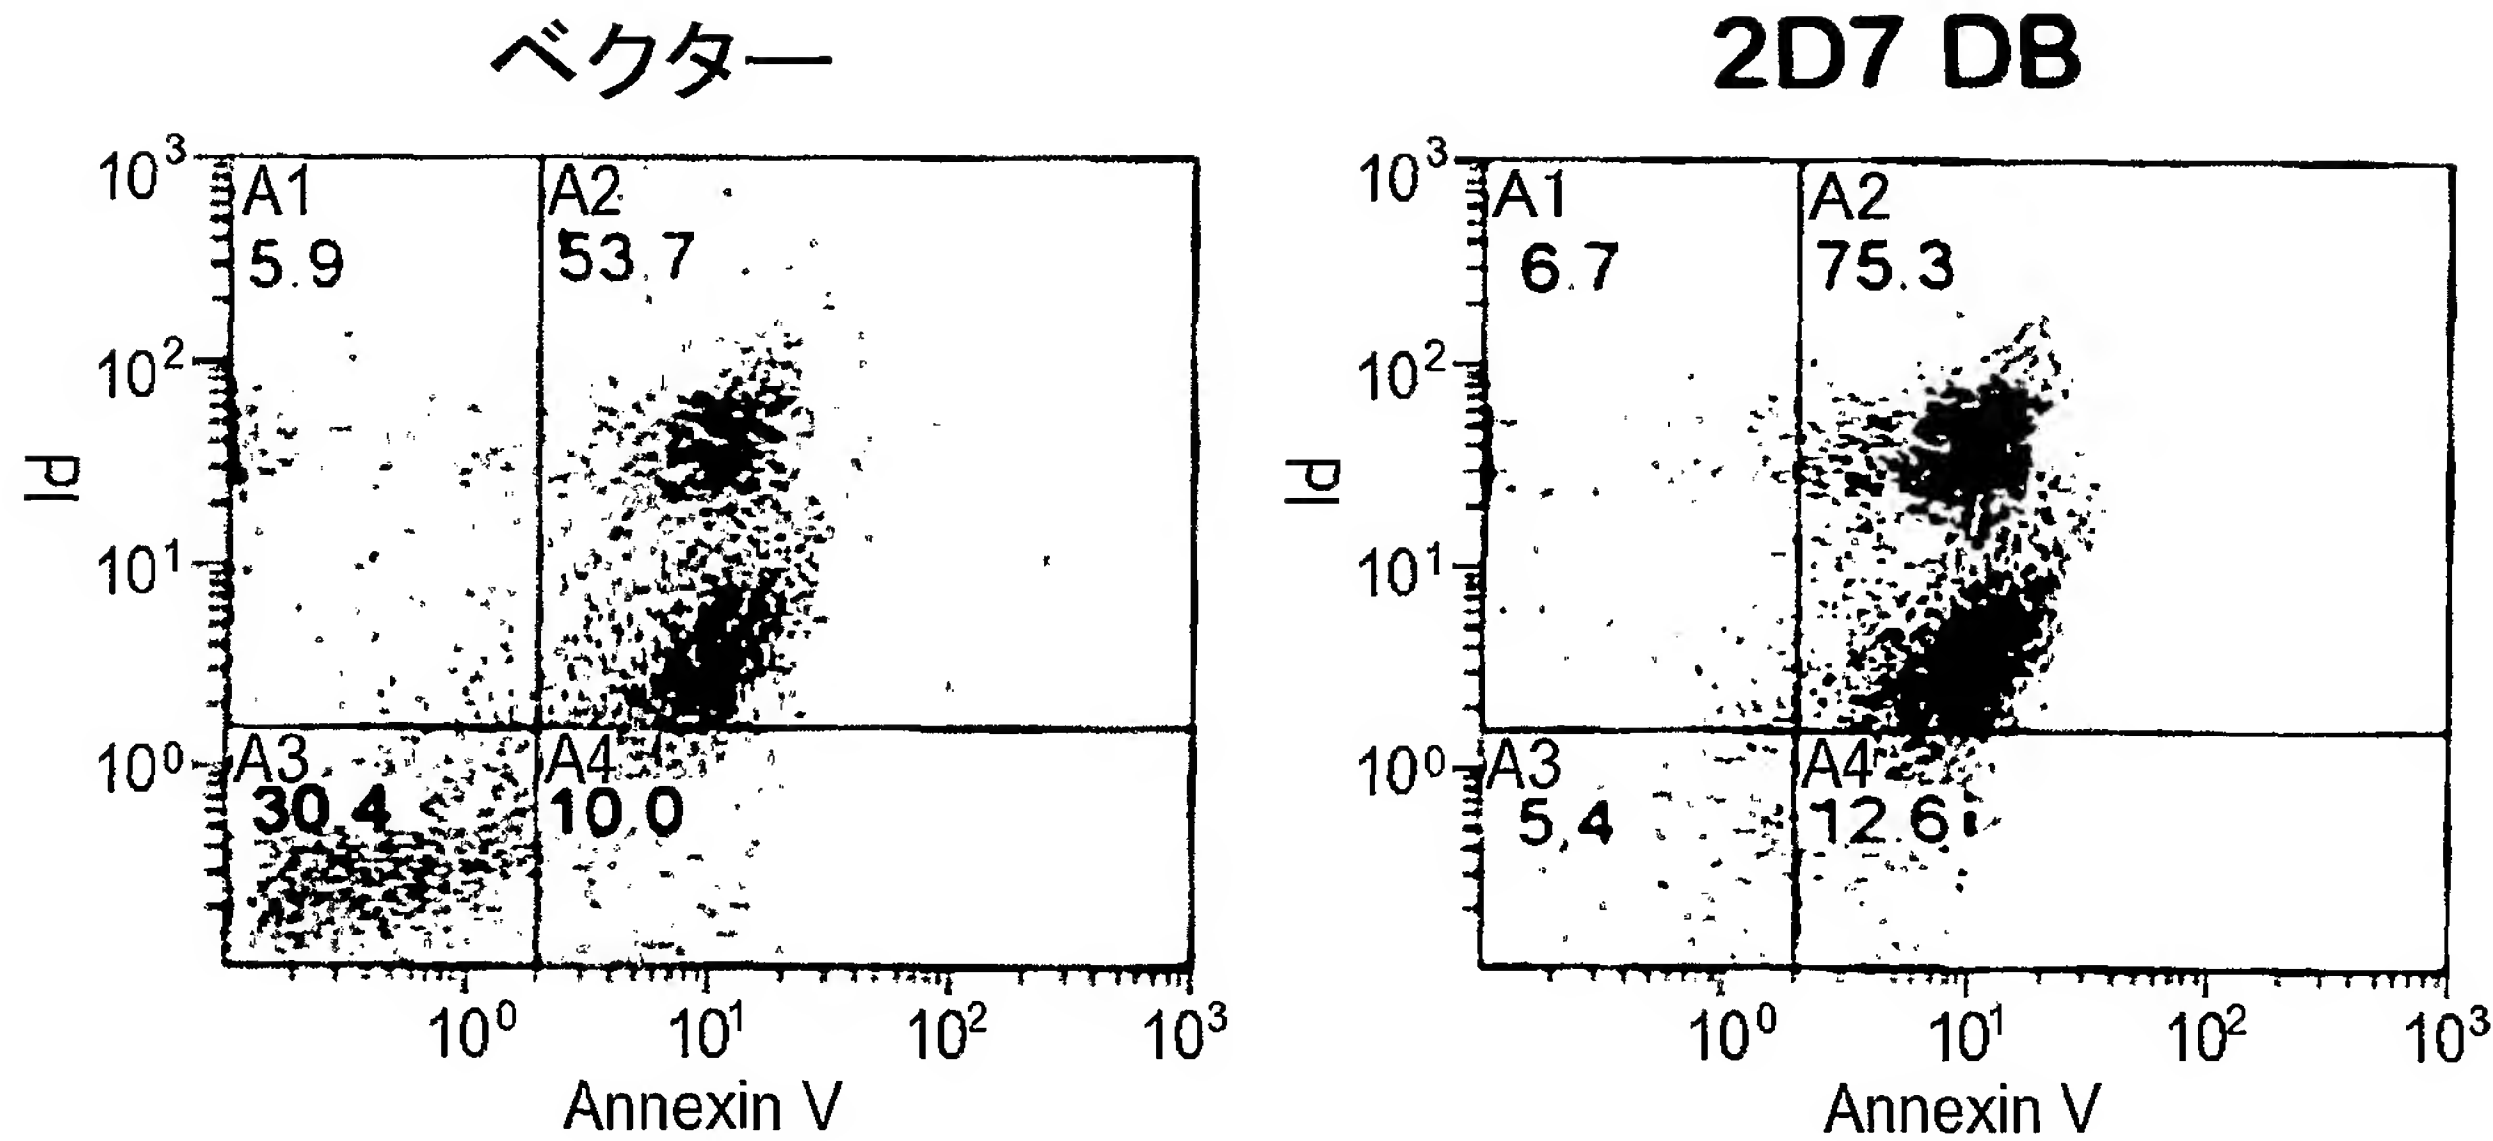 ベクター
10³
A1
5.9
A2
53.7
10²
PI
10¹
10⁰
A3
30.4
A4
10.0
10⁰ 10¹ 10² 10³
Annexin V
2D7 DB
10³
A1
6.7
A2
75.3
10²
PI
10¹
10⁰
A3
5.4
A4
12.6
10⁰ 10¹ 10² 10³
Annexin V